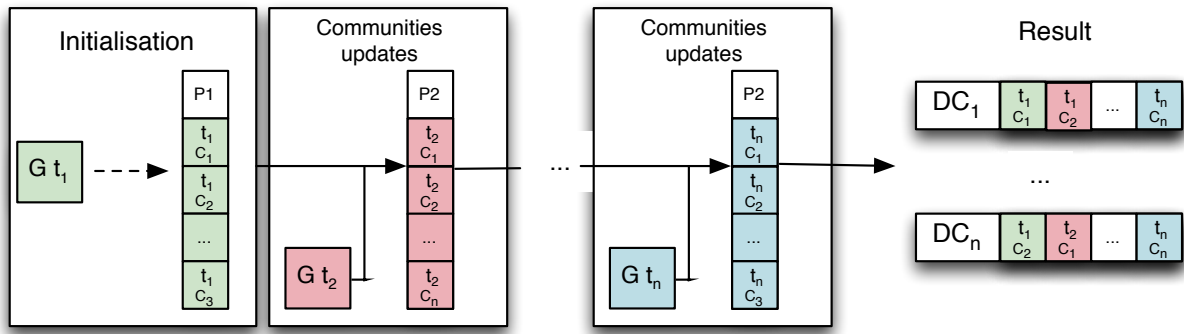 Initialisation
G t1
P1
t1
C1
t1
C2
...
t1
C3
Communities
updates
G t2
P2
t2
C1
t2
C2
...
t2
Cn
...
Communities
updates
G tn
P2
tn
C1
tn
C2
...
tn
C3
Result
DC1 t1 C1 t1 C2 ... tn Cn
...
DCn t1 C2 t2 C1 ... tn Cn